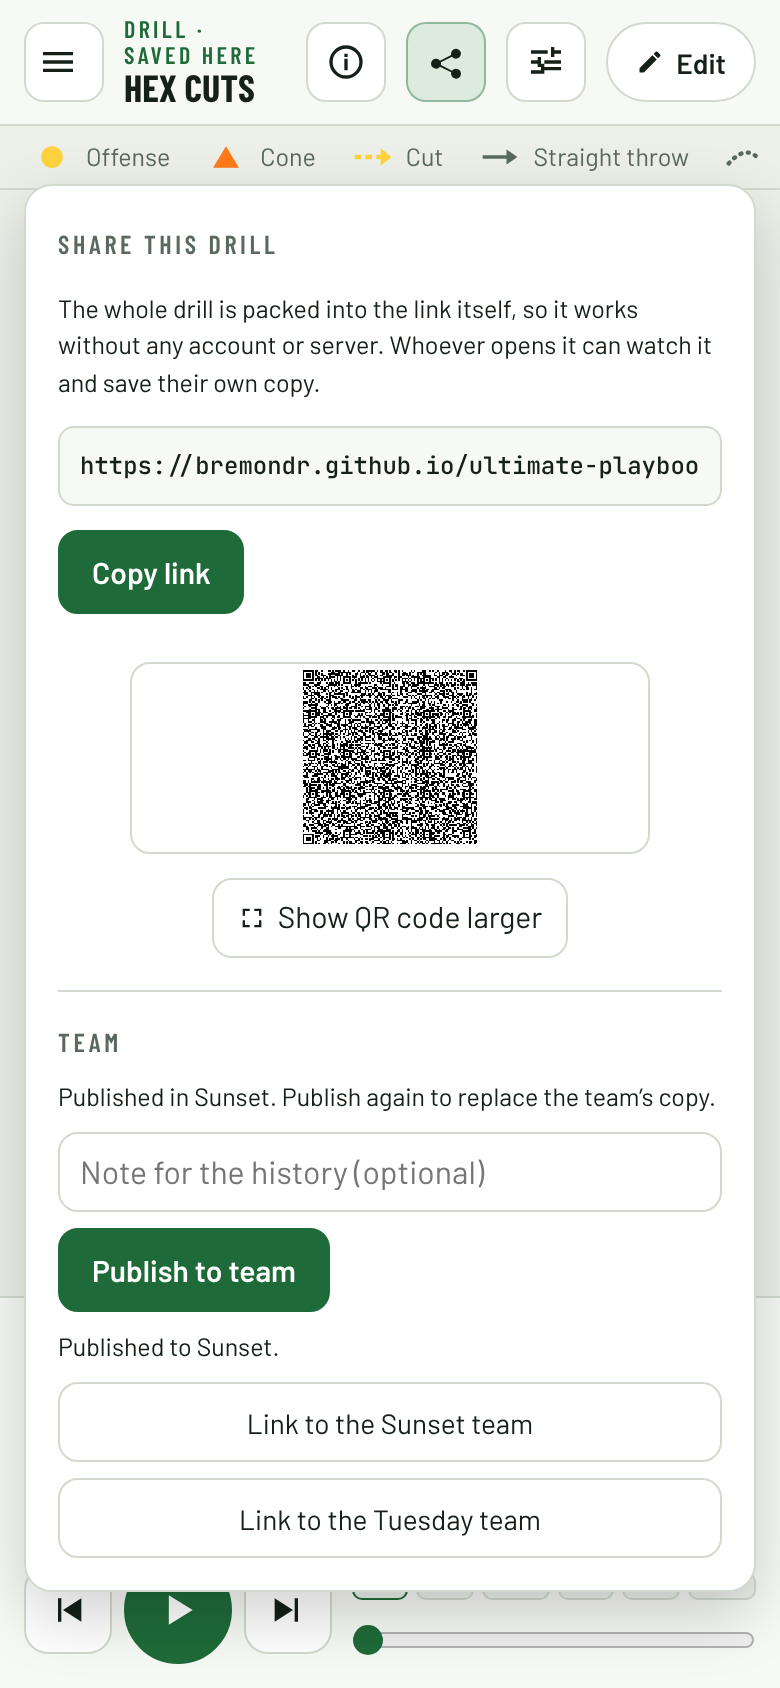 DRILL ·
SAVED HERE
HEX CUTS
Edit
Offense
Cone
Cut
Straight throw
SHARE THIS DRILL
The whole drill is packed into the link itself, so it works
without any account or server. Whoever opens it can watch it
and save their own copy.
https://bremondr.github.io/ultimate-playboo
Copy link
Show QR code larger
TEAM
Published in Sunset. Publish again to replace the team’s copy.
Note for the history (optional)
Publish to team
Published to Sunset.
Link to the Sunset team
Link to the Tuesday team